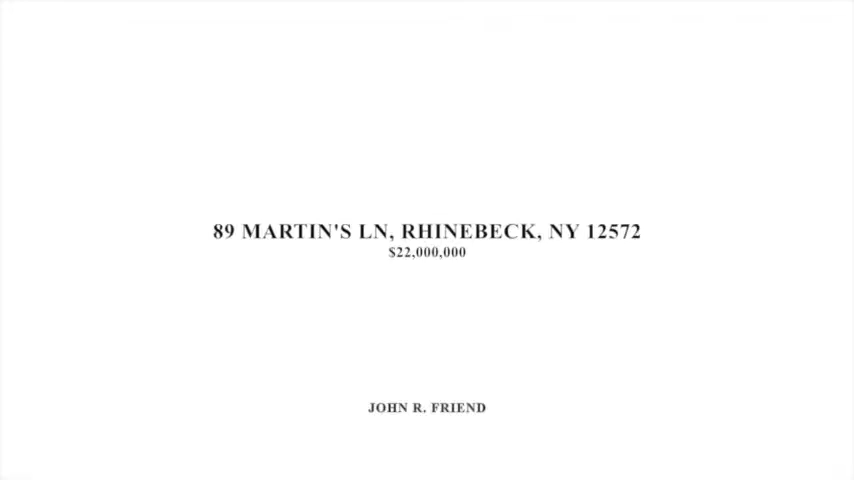 89 MARTIN'S LN, RHINEBECK, NY 12572
$22,000,000
JOHN R. FRIEND